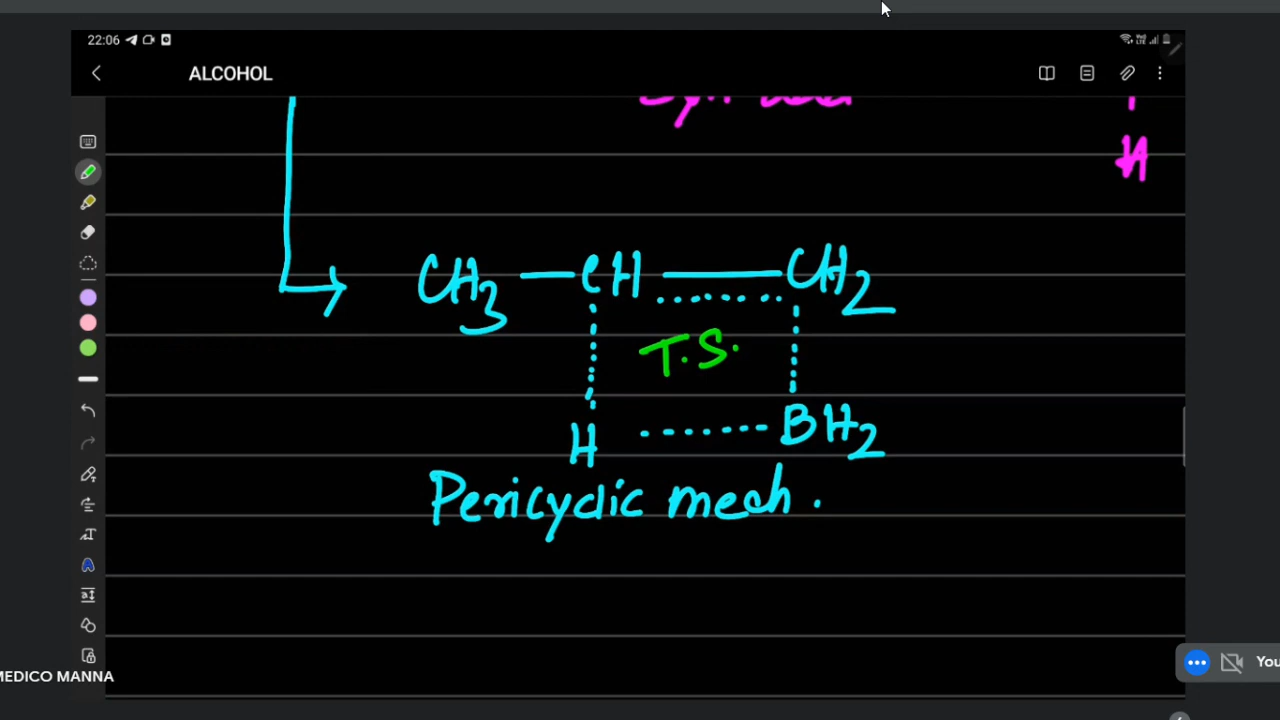 22:06
ALCOHOL
H
CH3 — CH CH2
T.S.
H BH2
Pericyclic mech.
MEDICO MANNA
You